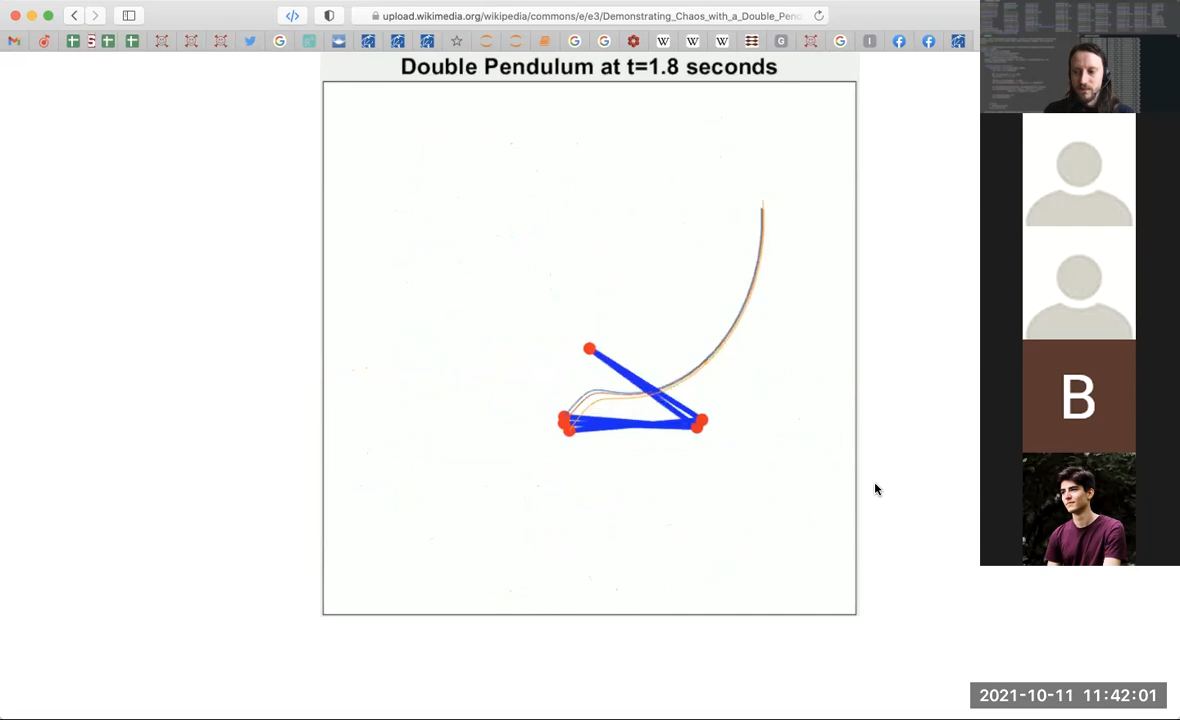 upload.wikimedia.org/wikipedia/commons/e/e3/Demonstrating_Chaos_with_a_Double_Pend
Double Pendulum at t=1.8 seconds
B
2021-10-11 11:42:01